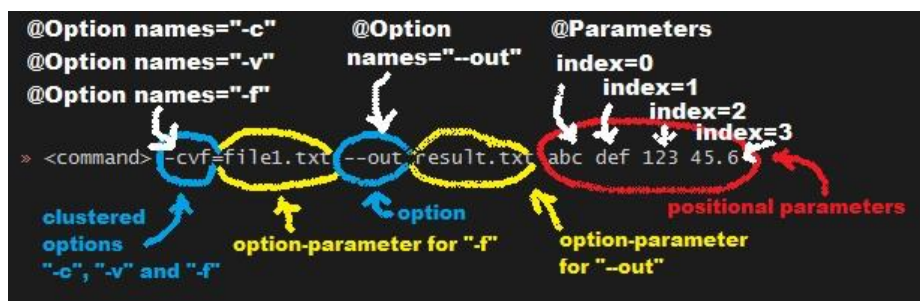 @Option names="-c"
@Option names="-v"
@Option names="-f"
@Option
names="--out"
@Parameters
index=0
index=1
index=2
index=3
» <command> -cvf=file1.txt --out result.txt abc def 123 45.6
clustered
options
"-c", "-v" and "-f"
option-parameter for "-f"
option
option-parameter
for "--out"
positional parameters